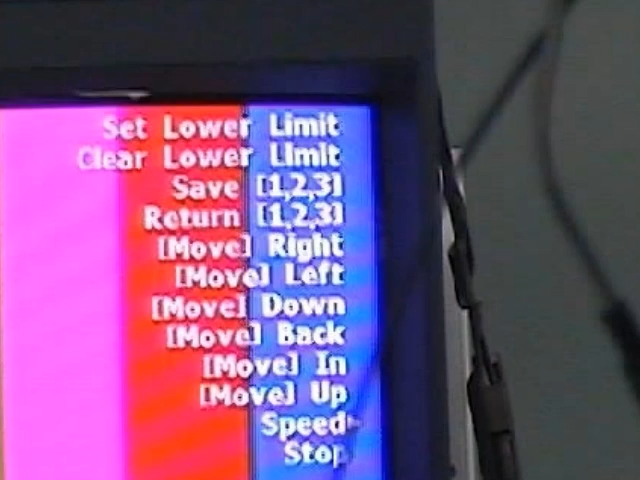 Set Lower Limit
Clear Lower Limit
Save [1,2,3]
Return [1,2,3]
[Move] Right
[Move] Left
[Move] Down
[Move] Back
[Move] In
[Move] Up
Speed
Stop